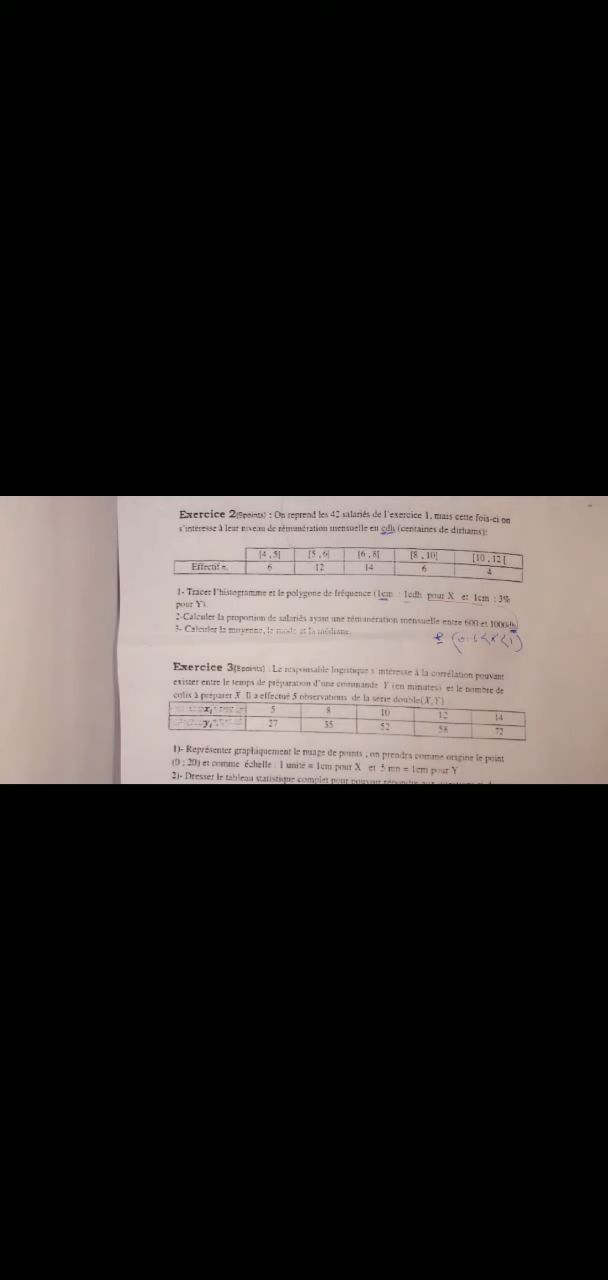 Exercice 2(9points) : On reprend les 42 salariés de l'exercice 1, mais cette fois-ci on
s'intéresse à leur niveau de rémunération mensuelle en cdh (centaines de dirhams):
[4 , 5[ [5 , 6[ [6 , 8[ [8 , 10[ [10 , 12 [
Effectif nᵢ 6 12 14 6 4
1- Tracer l'histogramme et le polygone de fréquence (1cm : 1cdh pour X et 1cm : 3%
pour Y).
2-Calculer la proportion de salariés ayant une rémunération mensuelle entre 600 et 1000dh
3- Calculer la moyenne, le mode et la médiane.
Exercice 3(8points) : Le responsable logistique s'intéresse à la corrélation pouvant
exister entre le temps de préparation d'une commande Y (en minutes) et le nombre de
colis à préparer X. Il a effectué 5 observations de la série double(X,Y)
xᵢ 5 8 10 12 14
yᵢ 27 35 52 58 72
1)- Représenter graphiquement le nuage de points ; on prendra comme origine le point
(0 ; 20) et comme échelle : 1 unité = 1cm pour X et 5 mn = 1cm pour Y
2)- Dresser le tableau statistique complet pour pouvoir répondre aux questions